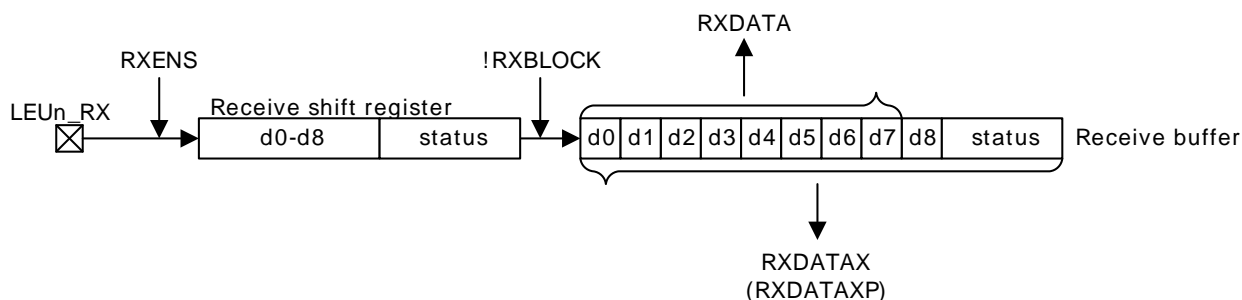 RXDATA
RXENS
!RXBLOCK
LEUn_RX
Receive shift register
d0-d8 status
d0 d1 d2 d3 d4 d5 d6 d7 d8 status
Receive buffer
RXDATAX
(RXDATAXP)